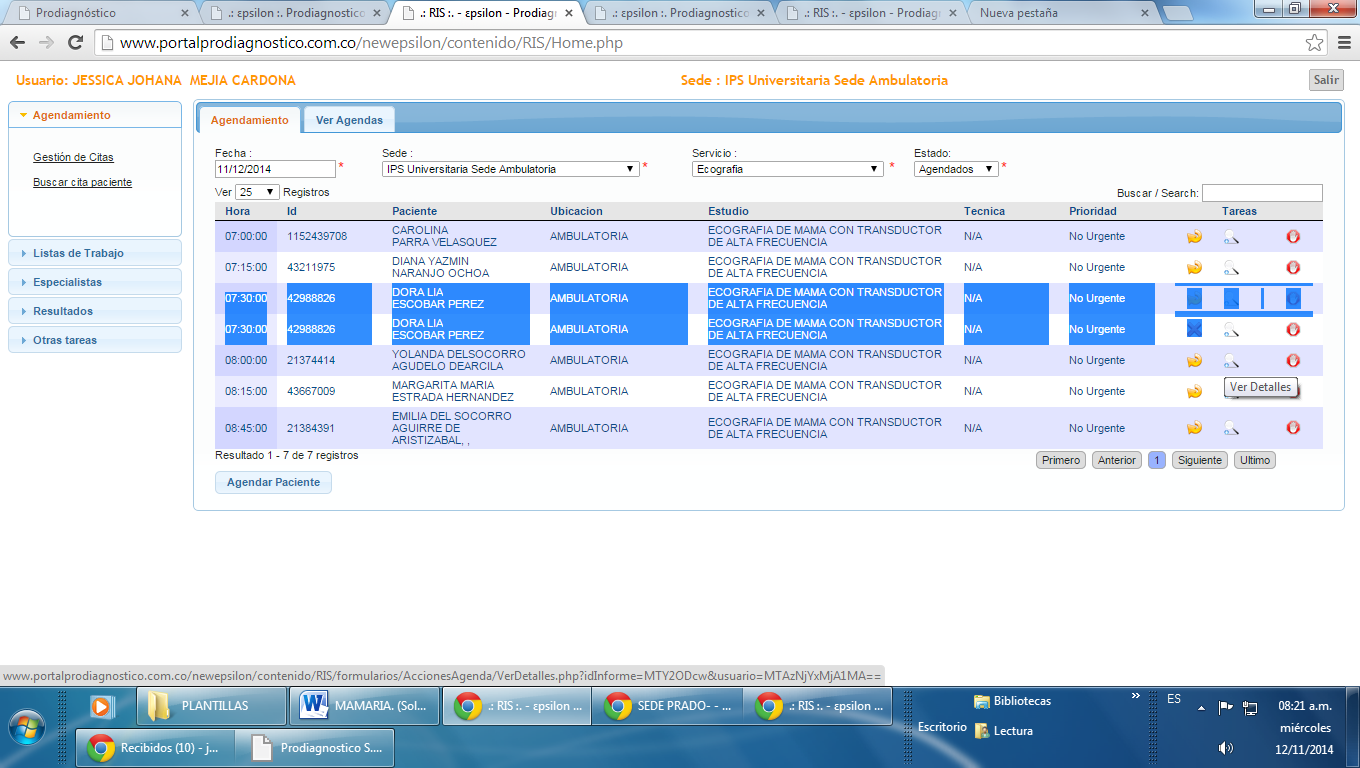 Prodiagnóstico
.: εpsilon :. Prodiagnostico
.: RIS :. - εpsilon - Prodiagn
.: εpsilon :. Prodiagnostico
.: RIS :. - εpsilon - Prodiagn
Nueva pestaña
www.portalprodiagnostico.com.co/newepsilon/contenido/RIS/Home.php
Usuario: JESSICA JOHANA MEJIA CARDONA
Sede : IPS Universitaria Sede Ambulatoria
Salir
Agendamiento
Gestión de Citas
Buscar cita paciente
Listas de Trabajo
Especialistas
Resultados
Otras tareas
Agendamiento
Ver Agendas
Fecha :
Sede :
Servicio :
Estado:
11/12/2014 *
IPS Universitaria Sede Ambulatoria *
Ecografia *
Agendados *
Ver 25 Registros
Buscar / Search:
Hora Id Paciente Ubicacion Estudio Tecnica Prioridad Tareas
07:00:00 1152439708 CAROLINA
PARRA VELASQUEZ AMBULATORIA ECOGRAFIA DE MAMA CON TRANSDUCTOR
DE ALTA FRECUENCIA N/A No Urgente
07:15:00 43211975 DIANA YAZMIN
NARANJO OCHOA AMBULATORIA ECOGRAFIA DE MAMA CON TRANSDUCTOR
DE ALTA FRECUENCIA N/A No Urgente
07:30:00 42988826 DORA LIA
ESCOBAR PEREZ AMBULATORIA ECOGRAFIA DE MAMA CON TRANSDUCTOR
DE ALTA FRECUENCIA N/A No Urgente
07:30:00 42988826 DORA LIA
ESCOBAR PEREZ AMBULATORIA ECOGRAFIA DE MAMA CON TRANSDUCTOR
DE ALTA FRECUENCIA N/A No Urgente
08:00:00 21374414 YOLANDA DELSOCORRO
AGUDELO DEARCILA AMBULATORIA ECOGRAFIA DE MAMA CON TRANSDUCTOR
DE ALTA FRECUENCIA N/A No Urgente
08:15:00 43667009 MARGARITA MARIA
ESTRADA HERNANDEZ AMBULATORIA ECOGRAFIA DE MAMA CON TRANSDUCTOR
DE ALTA FRECUENCIA N/A No Urgente
Ver Detalles
08:45:00 21384391 EMILIA DEL SOCORRO
AGUIRRE DE
ARISTIZABAL, , AMBULATORIA ECOGRAFIA DE MAMA CON TRANSDUCTOR
DE ALTA FRECUENCIA N/A No Urgente
Resultado 1 - 7 de 7 registros
Primero Anterior 1 Siguiente Ultimo
Agendar Paciente
www.portalprodiagnostico.com.co/newepsilon/contenido/RIS/formularios/AccionesAgenda/VerDetalles.php?idInforme=MTY2ODcw&usuario=MTAzNjYxMjA1MA==
PLANTILLAS
MAMARIA. (Sol...
.: RIS :. - εpsilon ...
SEDE PRADO- - ...
.: RIS :. - εpsilon ...
Recibidos (10) - j...
Prodiagnostico S....
Escritorio
Bibliotecas
Lectura
»
ES
08:21 a.m.
miércoles
12/11/2014